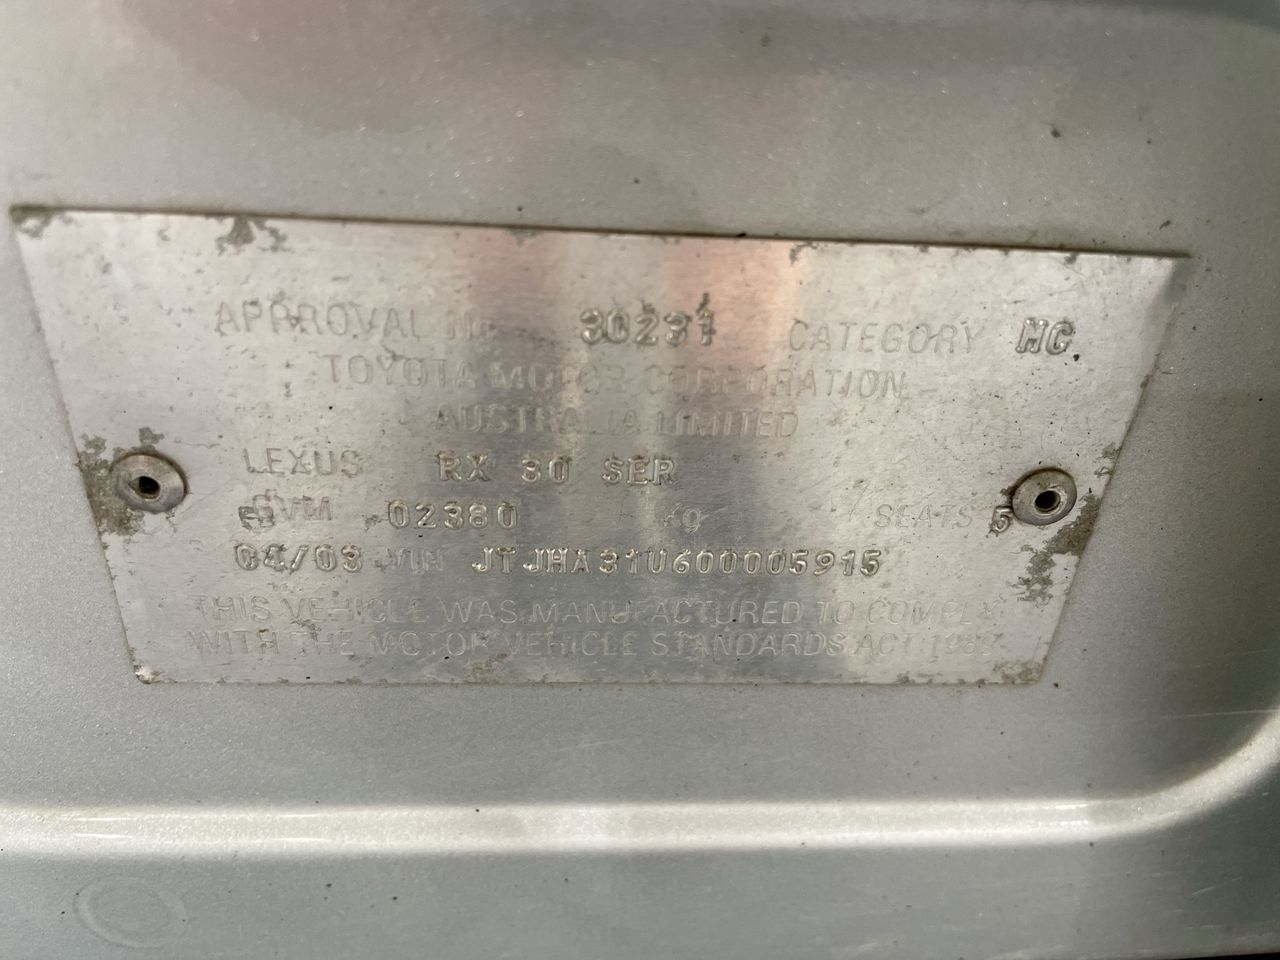 APPROVAL No 30231 CATEGORY MC
TOYOTA MOTOR CORPORATION
AUSTRALIA LIMITED
LEXUS RX 30 SER
GVM 02380 kg SEATS 5
04/03 VIN JTJHA31U600005915
THIS VEHICLE WAS MANUFACTURED TO COMPLY
WITH THE MOTOR VEHICLE STANDARDS ACT 1989